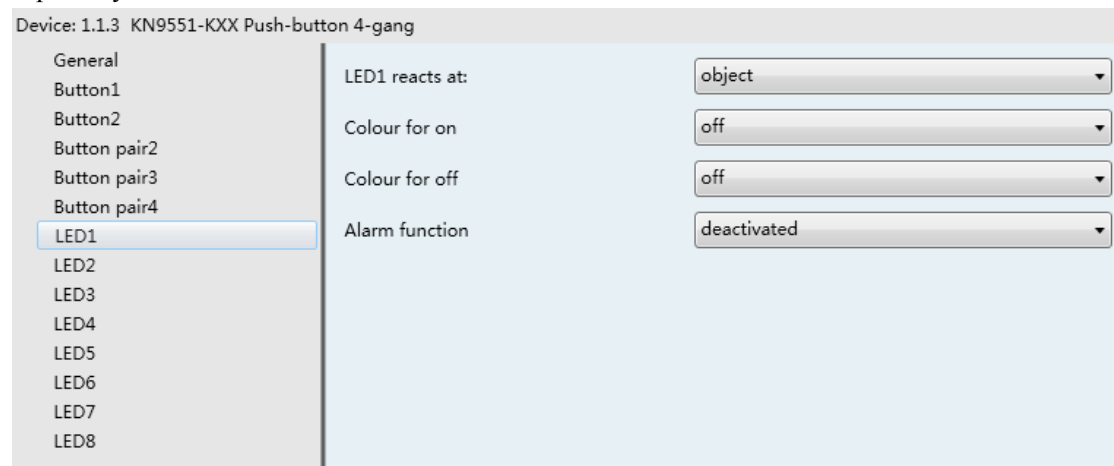 Device: 1.1.3 KN9551-KXX Push-button 4-gang
General
Button1
Button2
Button pair2
Button pair3
Button pair4
LED1
LED2
LED3
LED4
LED5
LED6
LED7
LED8
LED1 reacts at: object
Colour for on off
Colour for off off
Alarm function deactivated